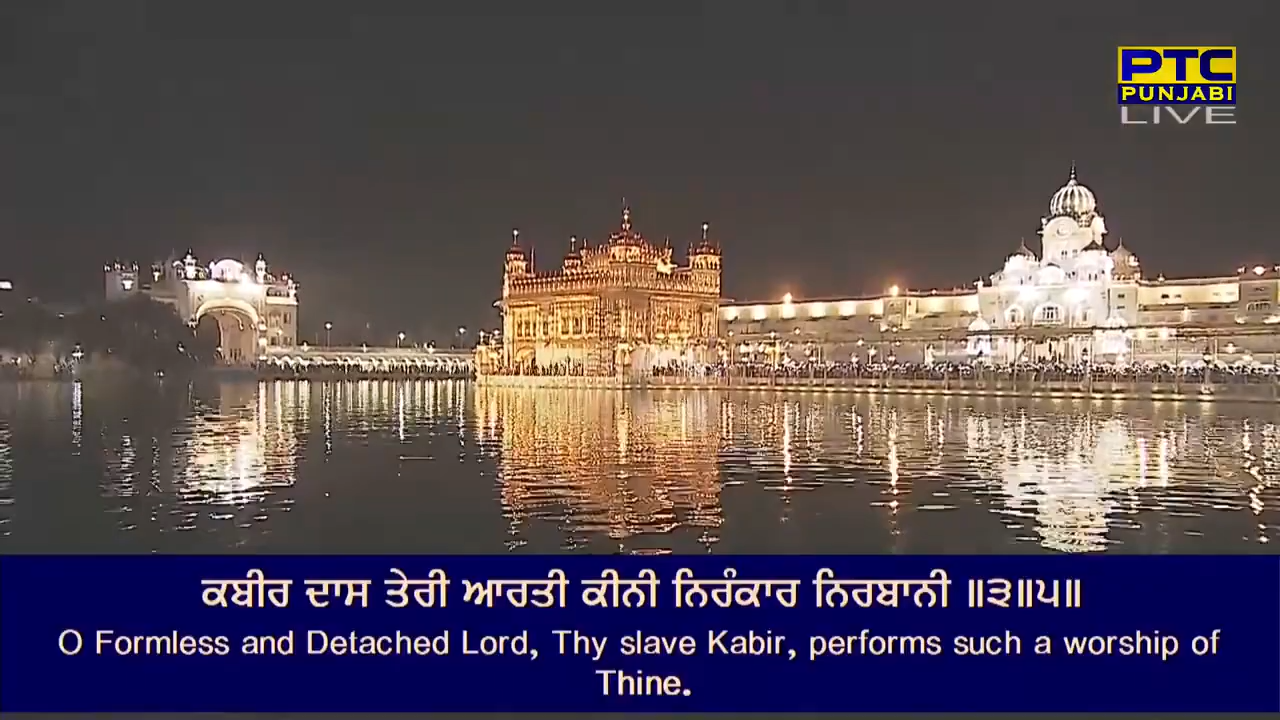 PTC
PUNJABI
LIVE
ਕਬੀਰ ਦਾਸ ਤੇਰੀ ਆਰਤੀ ਕੀਨੀ ਨਿਰੰਕਾਰ ਨਿਰਬਾਨੀ ॥੩॥੫॥
O Formless and Detached Lord, Thy slave Kabir, performs such a worship of
Thine.